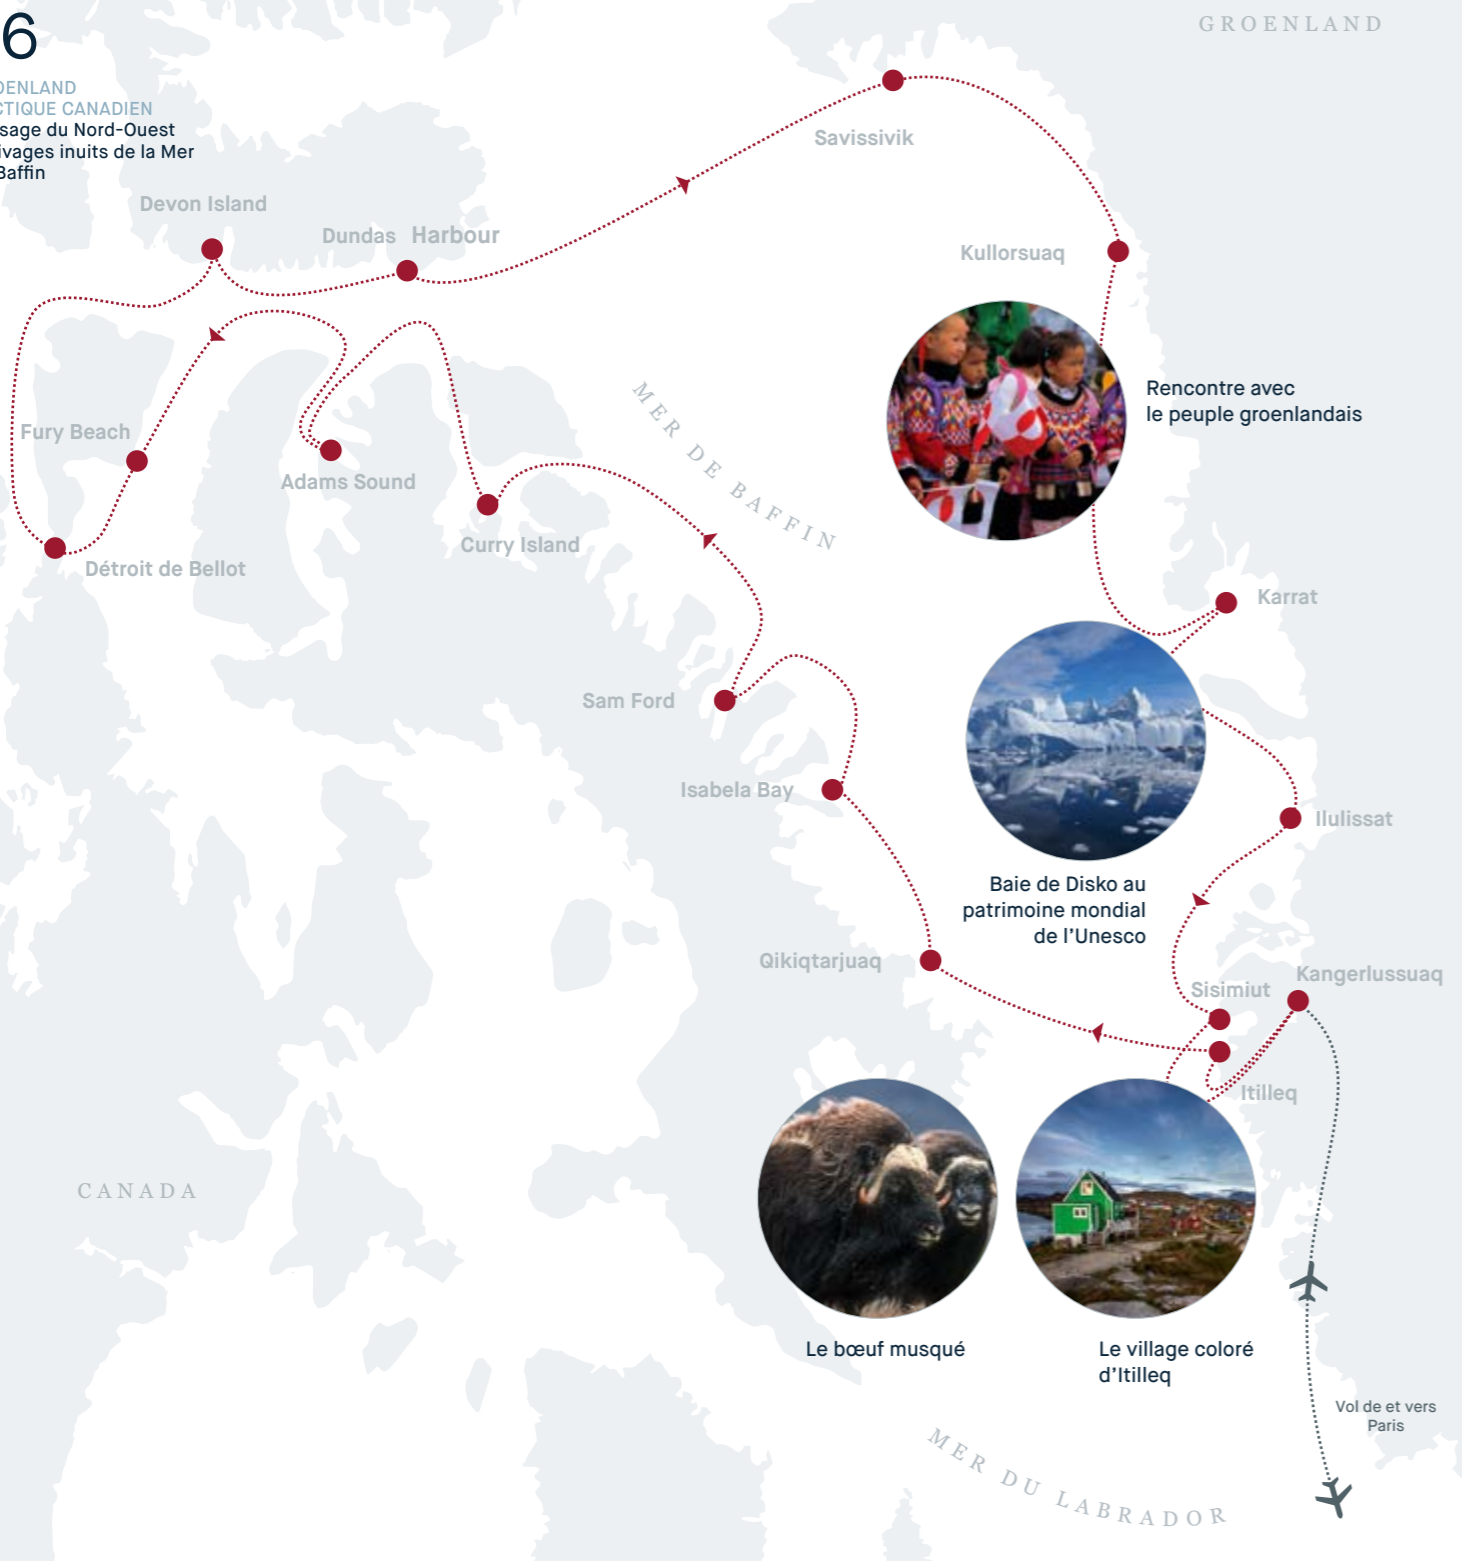 6
GROENLAND
OENLAND
CTIQUE CANADIEN
sage du Nord-Ouest
ivages inuits de la Mer
Baffin
Savissivik
Devon Island
Dundas Harbour
Kullorsuaq
Rencontre avec
le peuple groenlandais
MER DE BAFFIN
Fury Beach
Adams Sound
Curry Island
Détroit de Bellot
Karrat
Sam Ford
Isabela Bay
Ilulissat
Baie de Disko au
patrimoine mondial
de l’Unesco
Qikiqtarjuaq
Kangerlussuaq
Sisimiut
Itilleq
CANADA
Le bœuf musqué
Le village coloré
d’Itilleq
Vol de et vers
Paris
MER DU LABRADOR